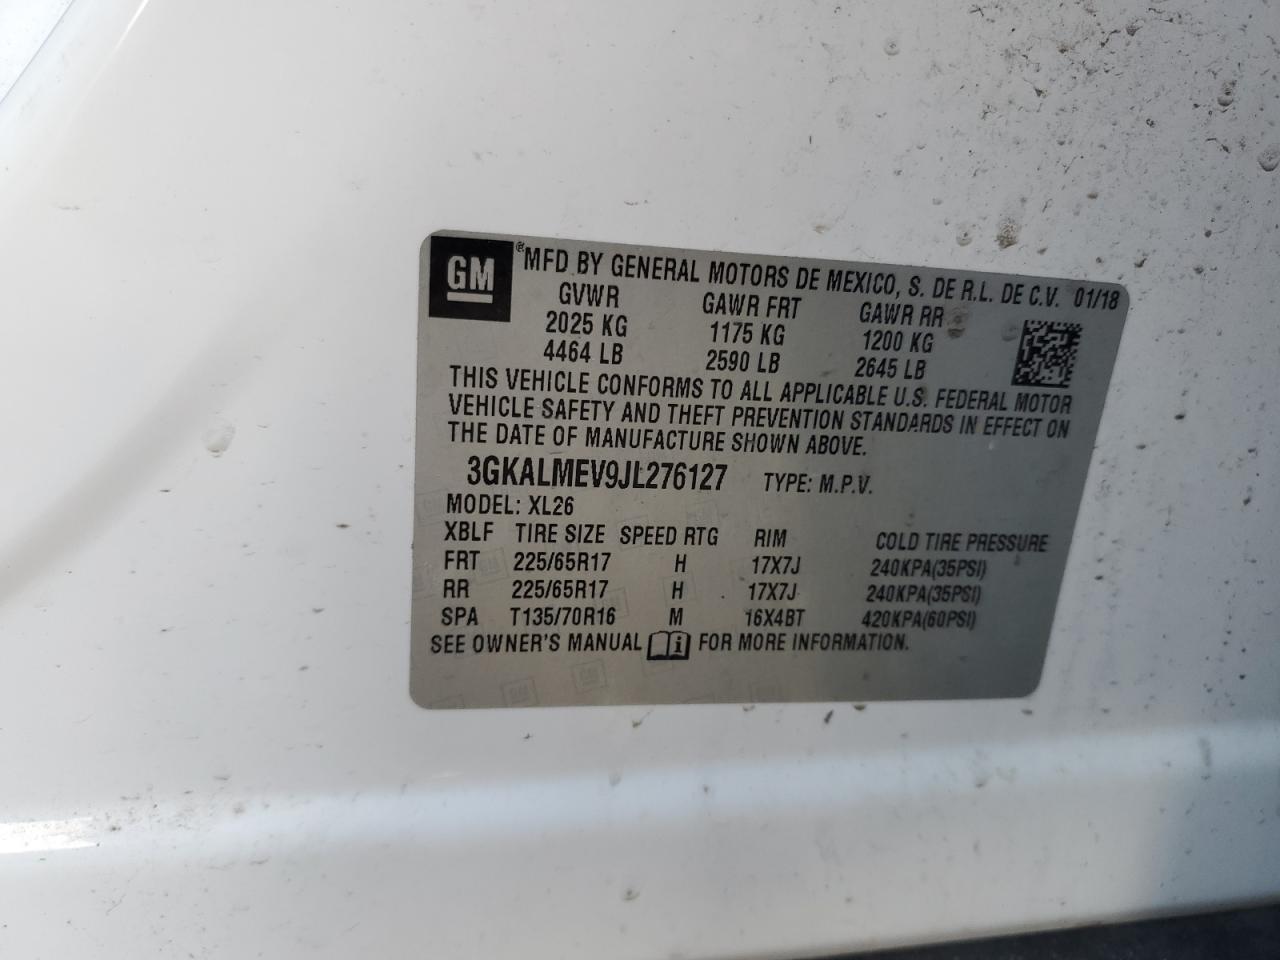 GM ® MFD BY GENERAL MOTORS DE MEXICO, S. DE R.L. DE C.V. 01/18
GVWR GAWR FRT GAWR RR
2025 KG 1175 KG 1200 KG
4464 LB 2590 LB 2645 LB
THIS VEHICLE CONFORMS TO ALL APPLICABLE U.S. FEDERAL MOTOR
VEHICLE SAFETY AND THEFT PREVENTION STANDARDS IN EFFECT ON
THE DATE OF MANUFACTURE SHOWN ABOVE.
3GKALMEV9JL276127 TYPE: M.P.V.
MODEL: XL26
XBLF TIRE SIZE SPEED RTG RIM COLD TIRE PRESSURE
FRT 225/65R17 H 17X7J 240KPA(35PSI)
RR 225/65R17 H 17X7J 240KPA(35PSI)
SPA T135/70R16 M 16X4BT 420KPA(60PSI)
SEE OWNER'S MANUAL i FOR MORE INFORMATION.